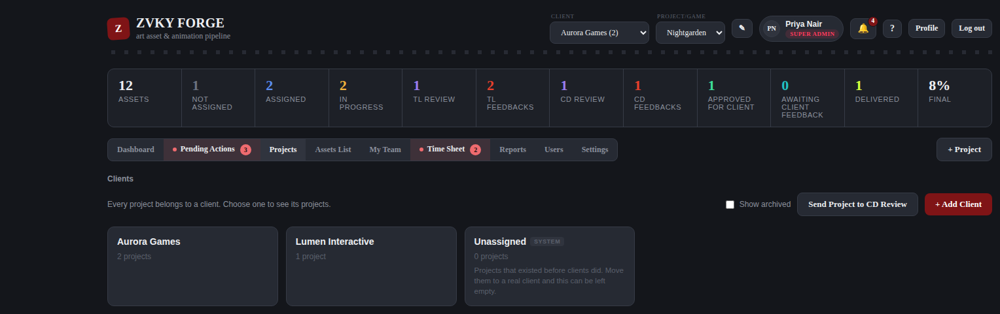 Z
ZVKY FORGE
art asset & animation pipeline
CLIENT
Aurora Games (2)
PROJECT/GAME
Nightgarden
✎
PN
Priya Nair
SUPER ADMIN
4
?
Profile
Log out
12
ASSETS
1
NOT
ASSIGNED
2
ASSIGNED
2
IN
PROGRESS
1
TL REVIEW
2
TL
FEEDBACKS
1
CD REVIEW
1
CD
FEEDBACKS
1
APPROVED
FOR CLIENT
0
AWAITING
CLIENT
FEEDBACK
1
DELIVERED
8%
FINAL
Dashboard
Pending Actions 3
Projects
Assets List
My Team
Time Sheet 2
Reports
Users
Settings
+ Project
Clients
Every project belongs to a client. Choose one to see its projects.
Show archived
Send Project to CD Review
+ Add Client
Aurora Games
2 projects
Lumen Interactive
1 project
Unassigned SYSTEM
0 projects
Projects that existed before clients did. Move
them to a real client and this can be left
empty.